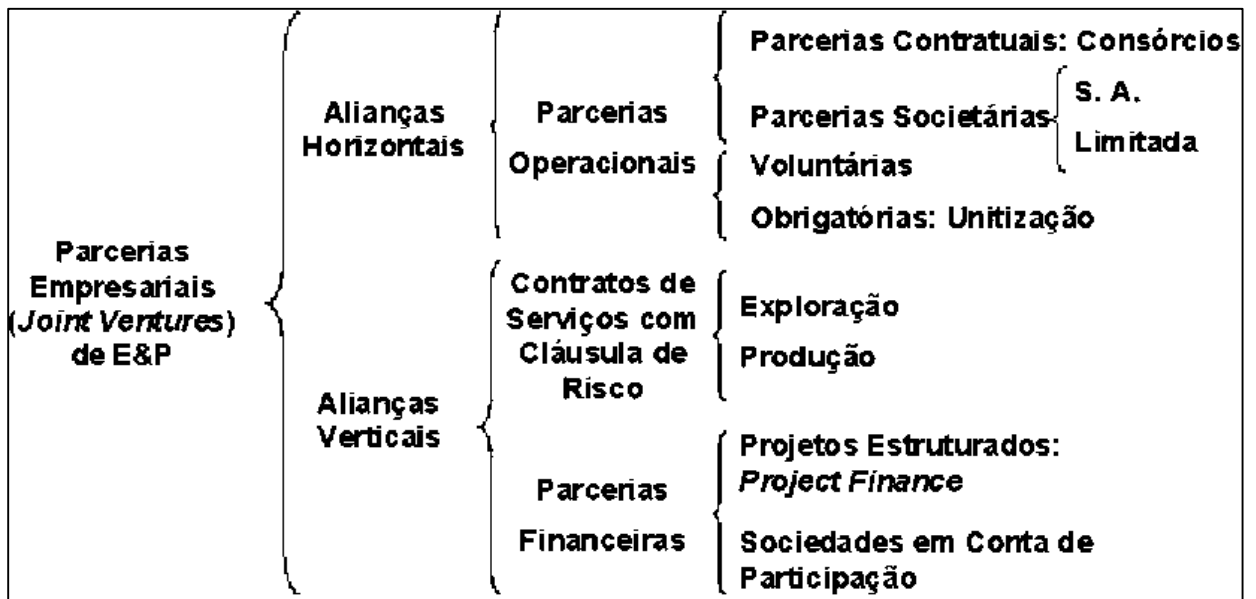 Parcerias
Empresariais
(Joint Ventures)
de E&P
Alianças
Horizontais
Parcerias
Operacionais
Parcerias Contratuais: Consórcios
Parcerias Societárias
S. A.
Limitada
Voluntárias
Obrigatórias: Unitização
Alianças
Verticais
Contratos de
Serviços com
Cláusula de
Risco
Exploração
Produção
Parcerias
Financeiras
Projetos Estruturados:
Project Finance
Sociedades em Conta de
Participação